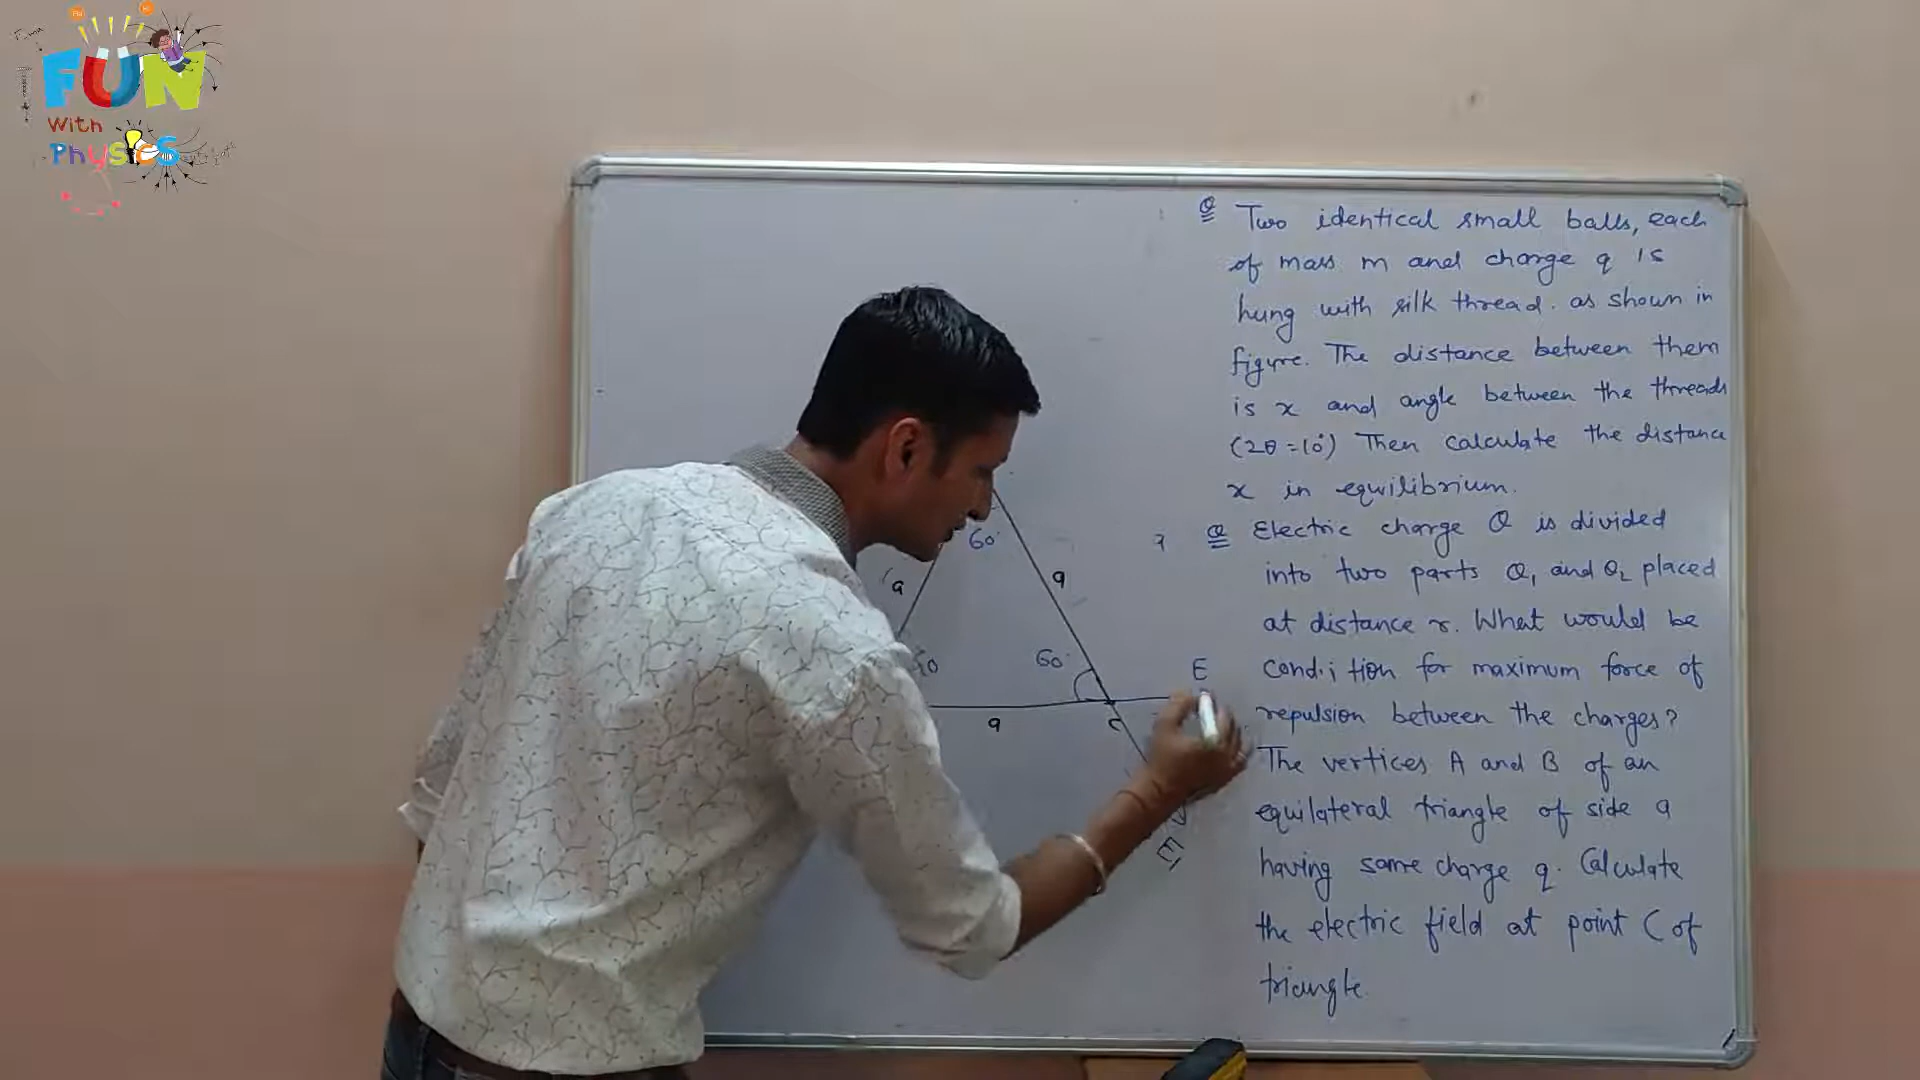 FUN
With
Physics
Q Two identical small balls, each
of mass m and charge q is
hung with silk thread. as shown in
figure. The distance between them
is x and angle between the threads
(2θ = 10°) Then calculate the distance
x in equilibrium.
Q Electric charge Q is divided
into two parts Q1 and Q2 placed
at distance r. What would be
condition for maximum force of
repulsion between the charges?
The vertices A and B of an
equilateral triangle of side a
having same charge q. Calculate
the electric field at point C of
triangle.
60°
a
a
60°
E
a
C
E